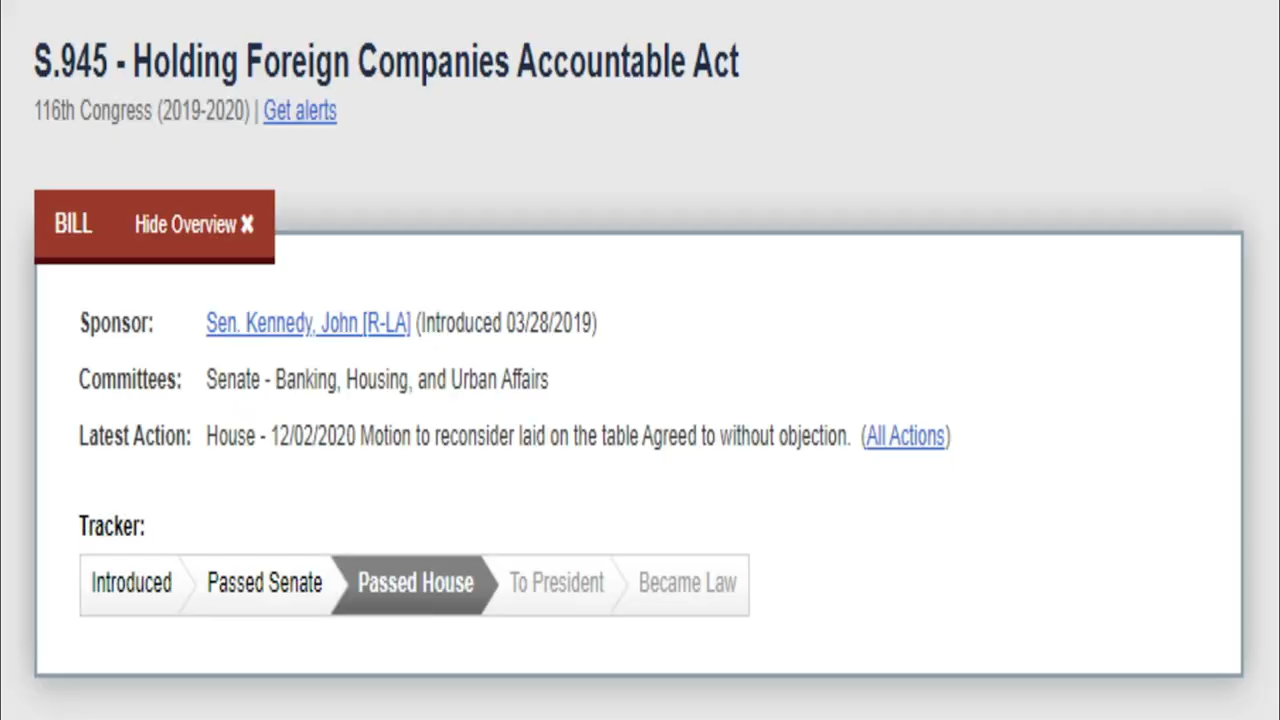 S.945 - Holding Foreign Companies Accountable Act
116th Congress (2019-2020) | Get alerts
BILL Hide Overview ✖
Sponsor: Sen. Kennedy, John [R-LA] (Introduced 03/28/2019)
Committees: Senate - Banking, Housing, and Urban Affairs
Latest Action: House - 12/02/2020 Motion to reconsider laid on the table Agreed to without objection. (All Actions)
Tracker:
Introduced Passed Senate Passed House To President Became Law